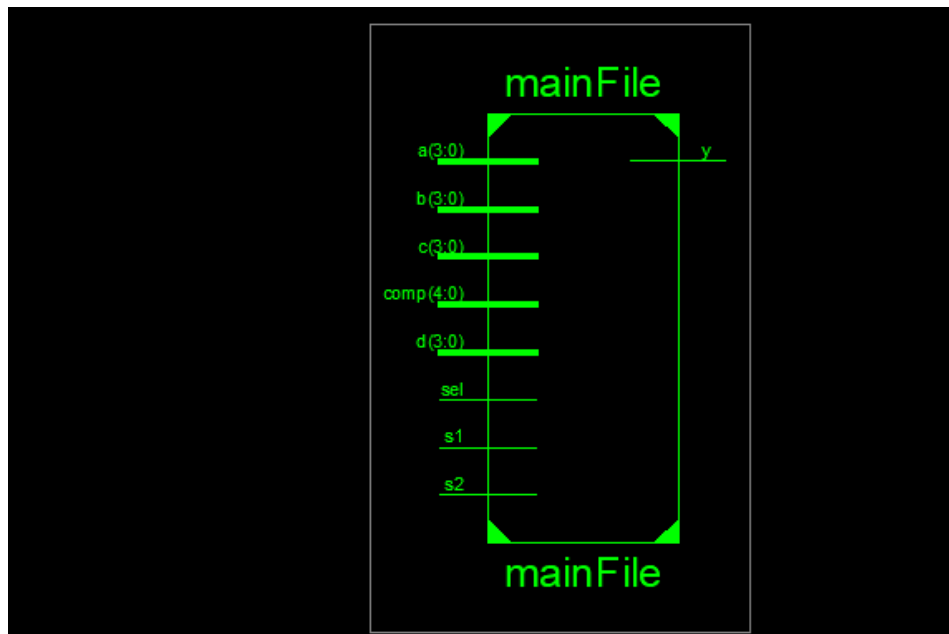 mainFile
a(3:0)
y
b(3:0)
c(3:0)
comp(4:0)
d(3:0)
sel
s1
s2
mainFile